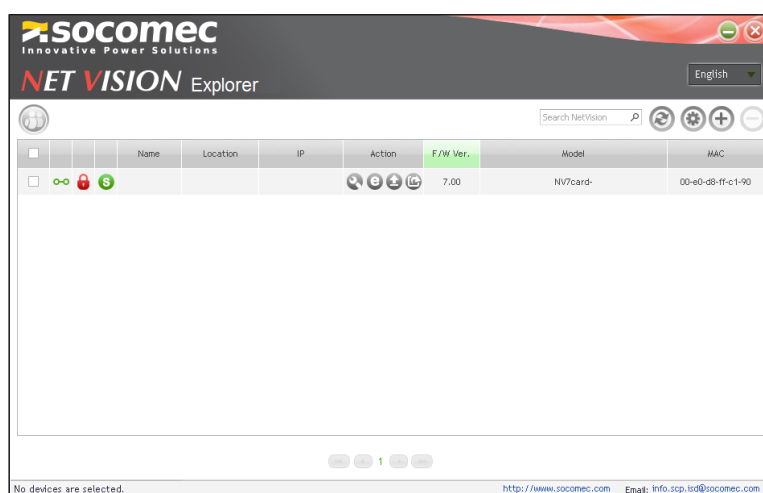 socomec
Innovative Power Solutions
NET VISION Explorer
English
Search NetVision
Name Location IP Action F/W Ver. Model MAC
S e 7.00 NV7card- 00-e0-d8-ff-c1-90
1
No devices are selected. http://www.socomec.com Email: info.scp.isd@socomec.com